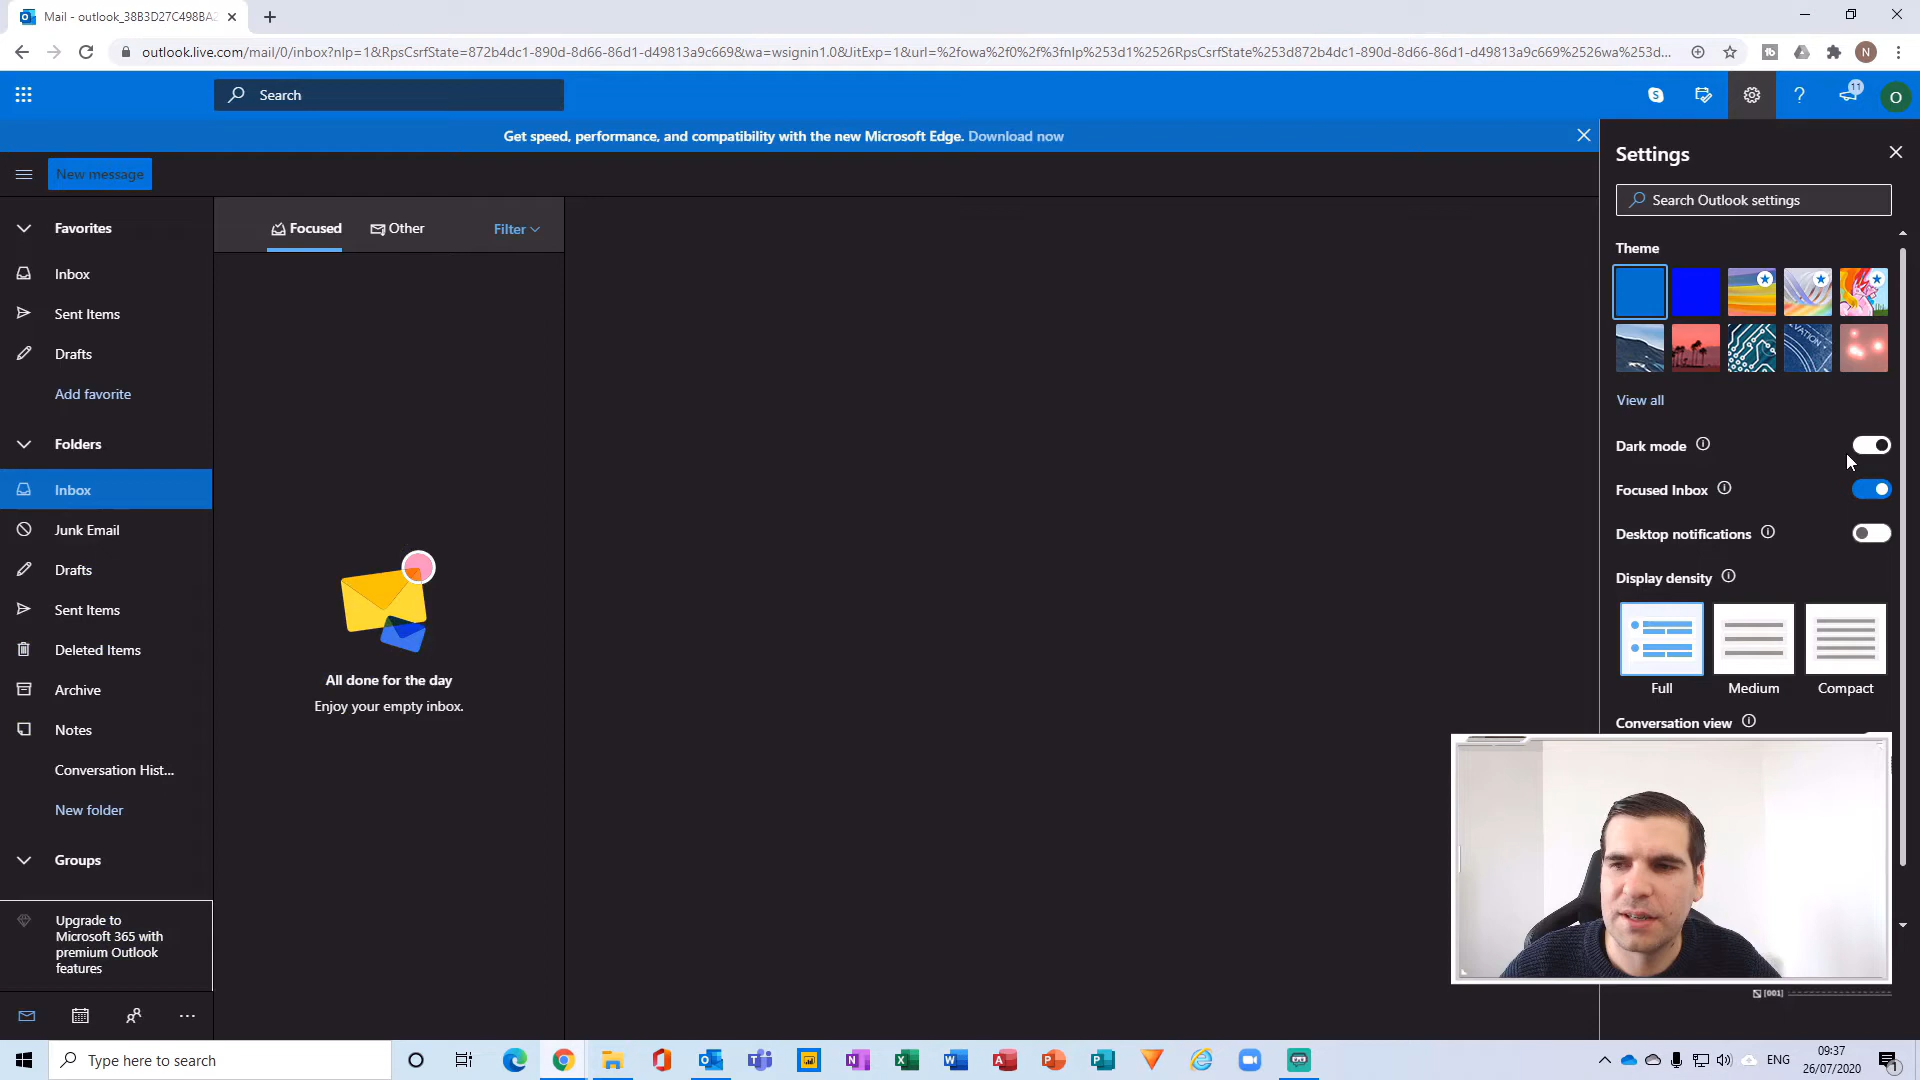 Mail - outlook_38B3D27C498BA2
outlook.live.com/mail/0/inbox?nlp=1&RpsCsrfState=872b4dc1-890d-8d66-86d1-d49813a9c669&wa=wsignin1.0&JitExp=1&url=%2fowa%2f0%2f%3fnlp%253d1%2526RpsCsrfState%253d872b4dc1-890d-8d66-86d1-d49813a9c669%2526wa%253d...
N
Search
11
O
Get speed, performance, and compatibility with the new Microsoft Edge. Download now
New message
Favorites
Inbox
Sent Items
Drafts
Add favorite
Folders
Inbox
Junk Email
Drafts
Sent Items
Deleted Items
Archive
Notes
Conversation Hist...
New folder
Groups
Upgrade to
Microsoft 365 with
premium Outlook
features
Focused
Other
Filter
All done for the day
Enjoy your empty inbox.
Settings
Search Outlook settings
Theme
View all
Dark mode
Focused Inbox
Desktop notifications
Display density
Full
Medium
Compact
Conversation view
[001]
Type here to search
ENG
09:37
26/07/2020
1